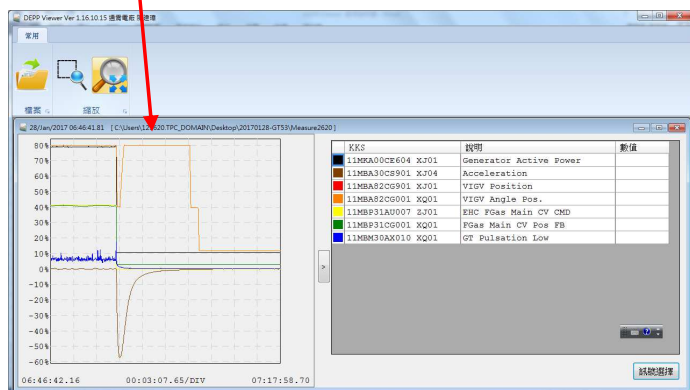 DEPP Viewer Ver 1.16.10.15 通霄電廠
常用
檔案
縮放
28/Jan/2017 06:46:41.81 [ C:\Users\ .TPC_DOMAIN\Desktop\20170128-GT53\Measure2620 ]
80%
70%
60%
50%
40%
30%
20%
10%
0%
-10%
-20%
-30%
-40%
-50%
-60%
06:46:42.16 00:03:07.65/DIV 07:17:58.70
>
KKS 說明 數值
11MKA00CE604 XJ01 Generator Active Power
11MBA30CS901 XJ04 Acceleration
11MBA82CG901 XJ01 VIGV Position
11MBA82CG001 XQ01 VIGV Angle Pos.
11MBP31AU007 ZJ01 EHC FGas Main CV CMD
11MBP31CG001 XQ01 FGas Main CV Pos FB
11MBM30AX010 XQ01 GT Pulsation Low
訊號選擇